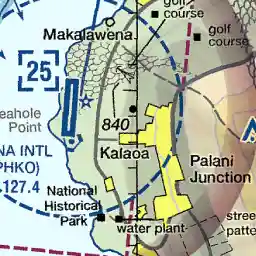 golf
course
Makalawena
golf
course
[25]
eahole
Point
840
NA INTL
PHKO)
127.4
Kalaoa
Palani
Junction
National
Historical
Park
water plant
stree
patte